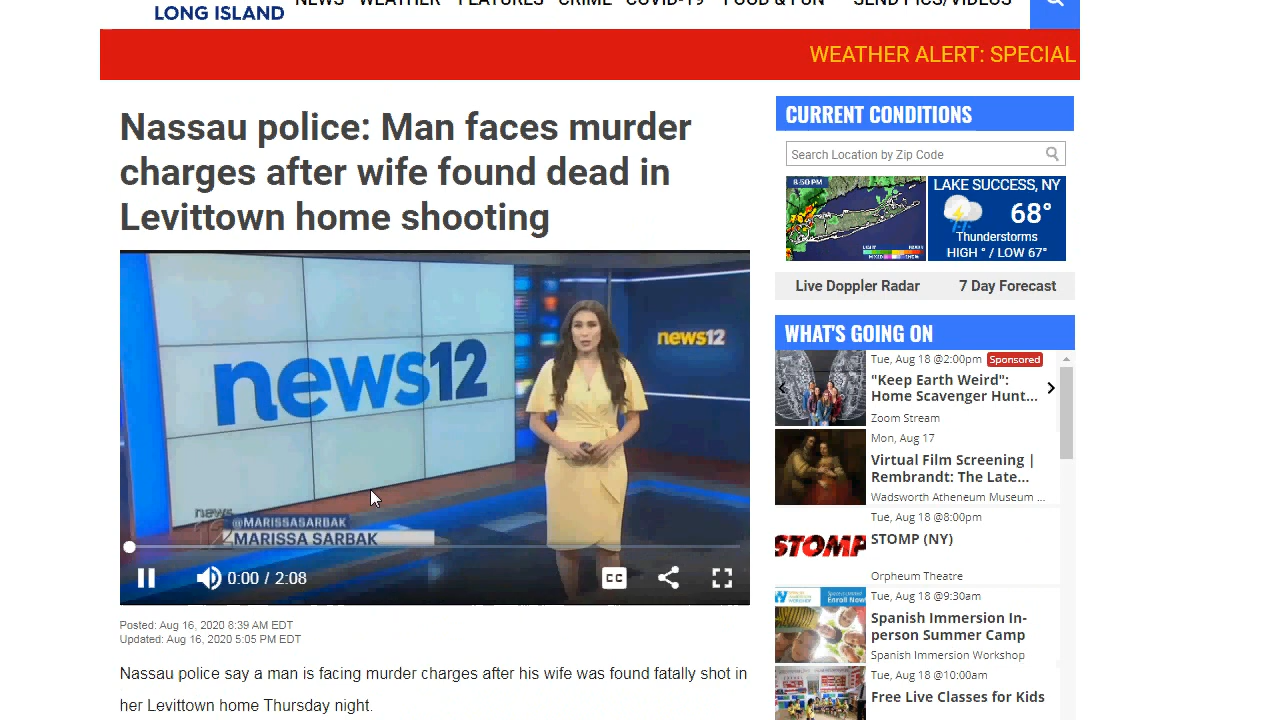 LONG ISLAND
NEWS WEATHER FEATURES CRIME COVID-19 FOOD & FUN SEND PICS/VIDEOS
WEATHER ALERT: SPECIAL
Nassau police: Man faces murder
charges after wife found dead in
Levittown home shooting
news12
news12
news
12
@MARISSASARBAK
MARISSA SARBAK
0:00 / 2:08
CC
Posted: Aug 16, 2020 8:39 AM EDT
Updated: Aug 16, 2020 5:05 PM EDT
Nassau police say a man is facing murder charges after his wife was found fatally shot in
her Levittown home Thursday night.
CURRENT CONDITIONS
Search Location by Zip Code
8:50 PM
LAKE SUCCESS, NY
68°
Thunderstorms
HIGH ° / LOW 67°
Live Doppler Radar 7 Day Forecast
WHAT'S GOING ON
Tue, Aug 18 @2:00pm Sponsored
"Keep Earth Weird":
Home Scavenger Hunt...
Zoom Stream
Mon, Aug 17
Virtual Film Screening |
Rembrandt: The Late...
Wadsworth Atheneum Museum ...
Tue, Aug 18 @8:00pm
STOMP
STOMP (NY)
Orpheum Theatre
Tue, Aug 18 @9:30am
Enroll Now
Spanish Immersion In-
person Summer Camp
Spanish Immersion Workshop
Tue, Aug 18 @10:00am
Free Live Classes for Kids